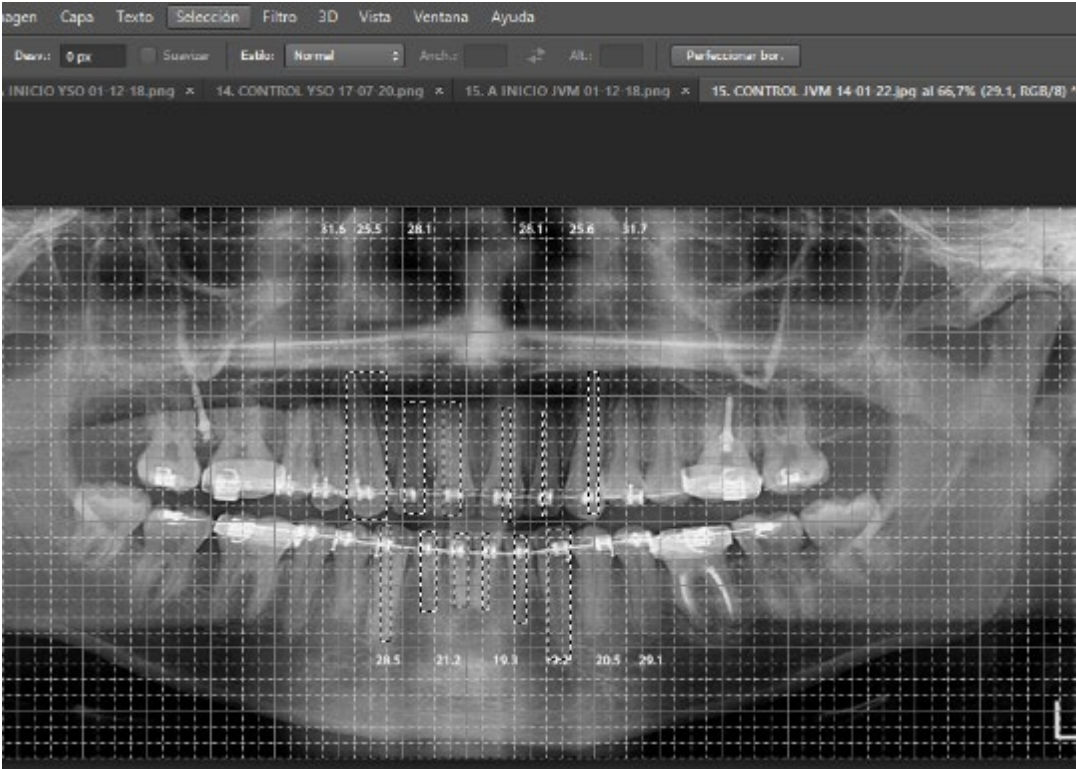 Capa Texto Selección Filtro 3D Vista Ventana Ayuda
Desv.: 0 px Suavizar Estilo: Normal Anch.: Alt.: Perfeccionar bor.
INICIO YSO 01-12-18.png × 14. CONTROL YSO 17-07-20.png × 15. A INICIO JVM 01-12-18.png × 15. CONTROL JVM 14-01-22.jpg al 66,7% (29.1, RGB/8) *
31.6 25.5 28.1 28.1 25.6 31.7
28.5 21.2 19.3 20.5 29.1
L